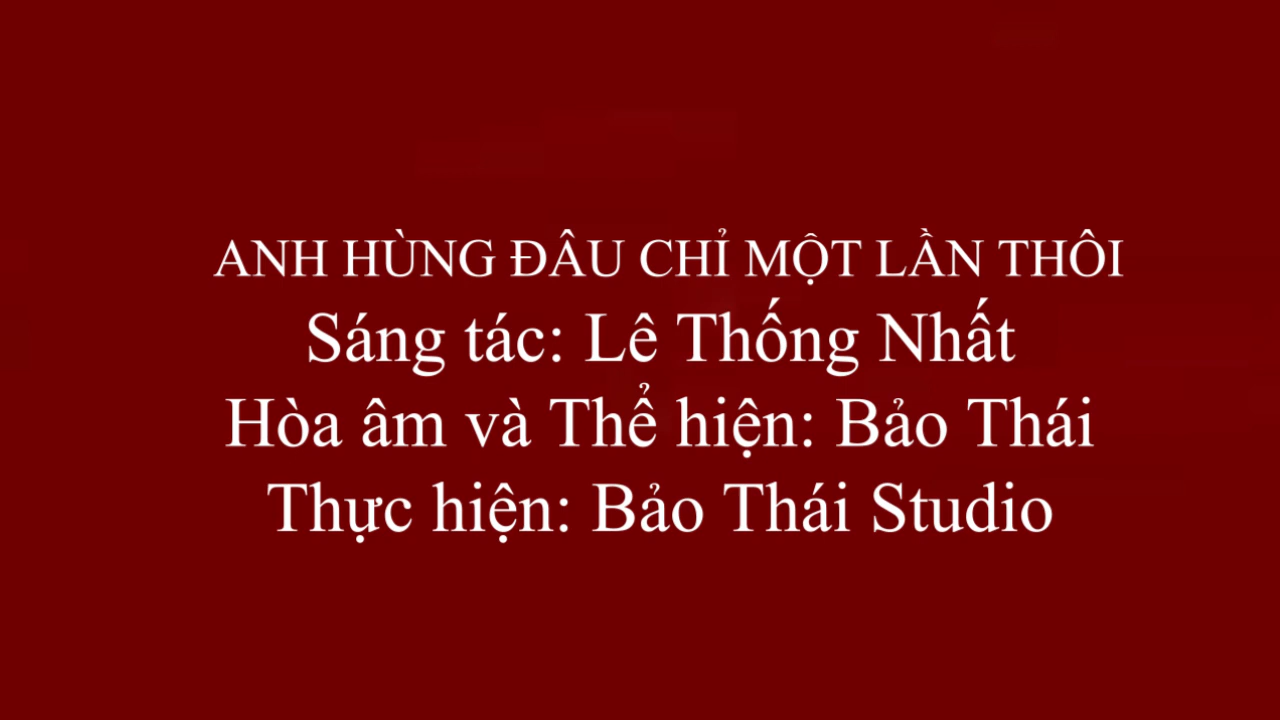 ANH HÙNG ĐÂU CHỈ MỘT LẦN THÔI
Sáng tác: Lê Thống Nhất
Hòa âm và Thể hiện: Bảo Thái
Thực hiện: Bảo Thái Studio